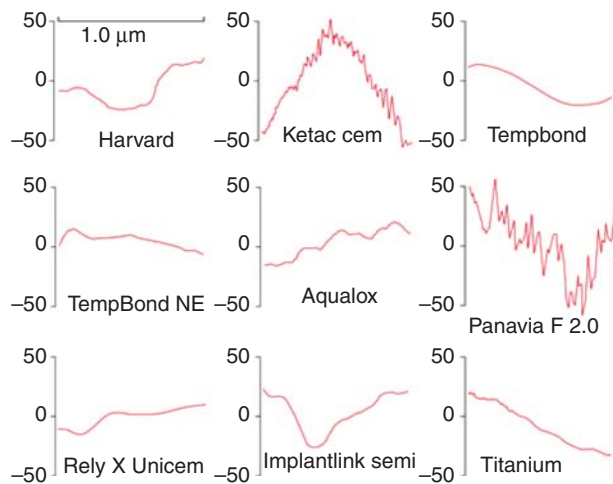 50
0
–50
1.0 μm
Harvard
Ketac cem
50
0
–50
Tempbond
50
0
–50
50
0
–50
TempBond NE
50
0
–50
Aqualox
50
0
–50
Panavia F 2.0
50
0
–50
Rely X Unicem
50
0
–50
Implantlink semi
50
0
–50
Titanium